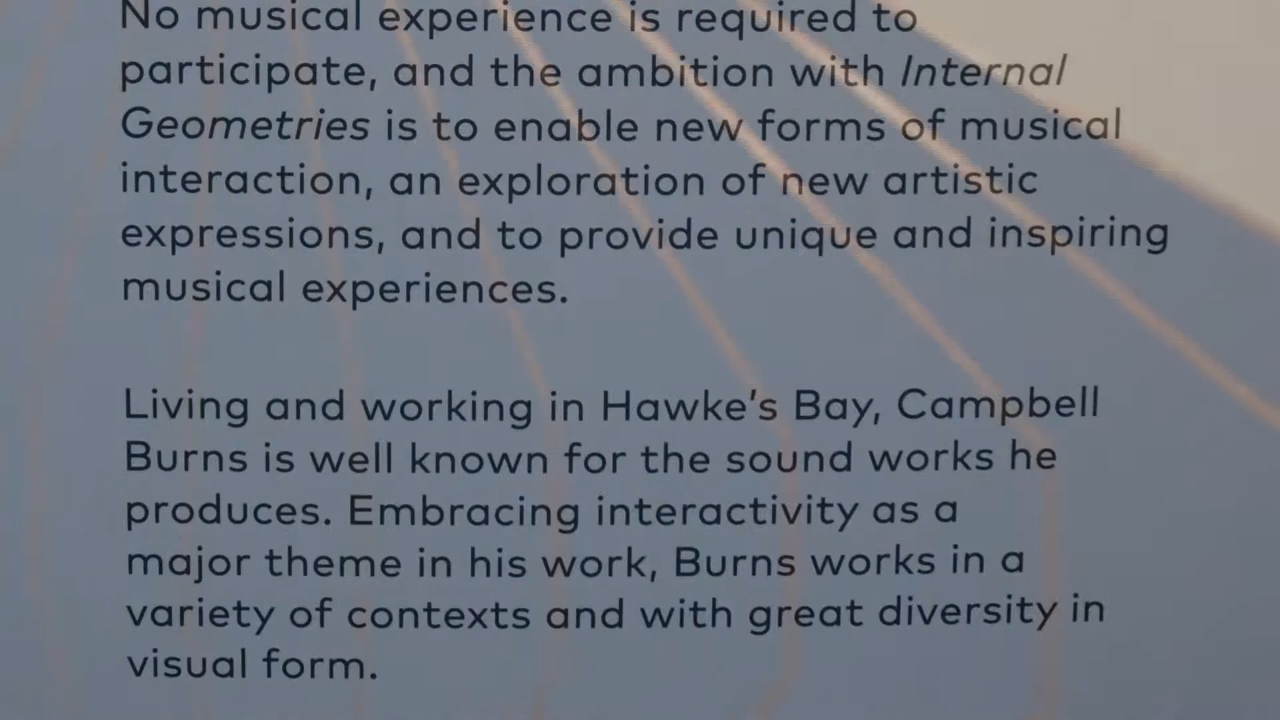 No musical experience is required to
participate, and the ambition with Internal
Geometries is to enable new forms of musical
interaction, an exploration of new artistic
expressions, and to provide unique and inspiring
musical experiences.
Living and working in Hawke's Bay, Campbell
Burns is well known for the sound works he
produces. Embracing interactivity as a
major theme in his work, Burns works in a
variety of contexts and with great diversity in
visual form.